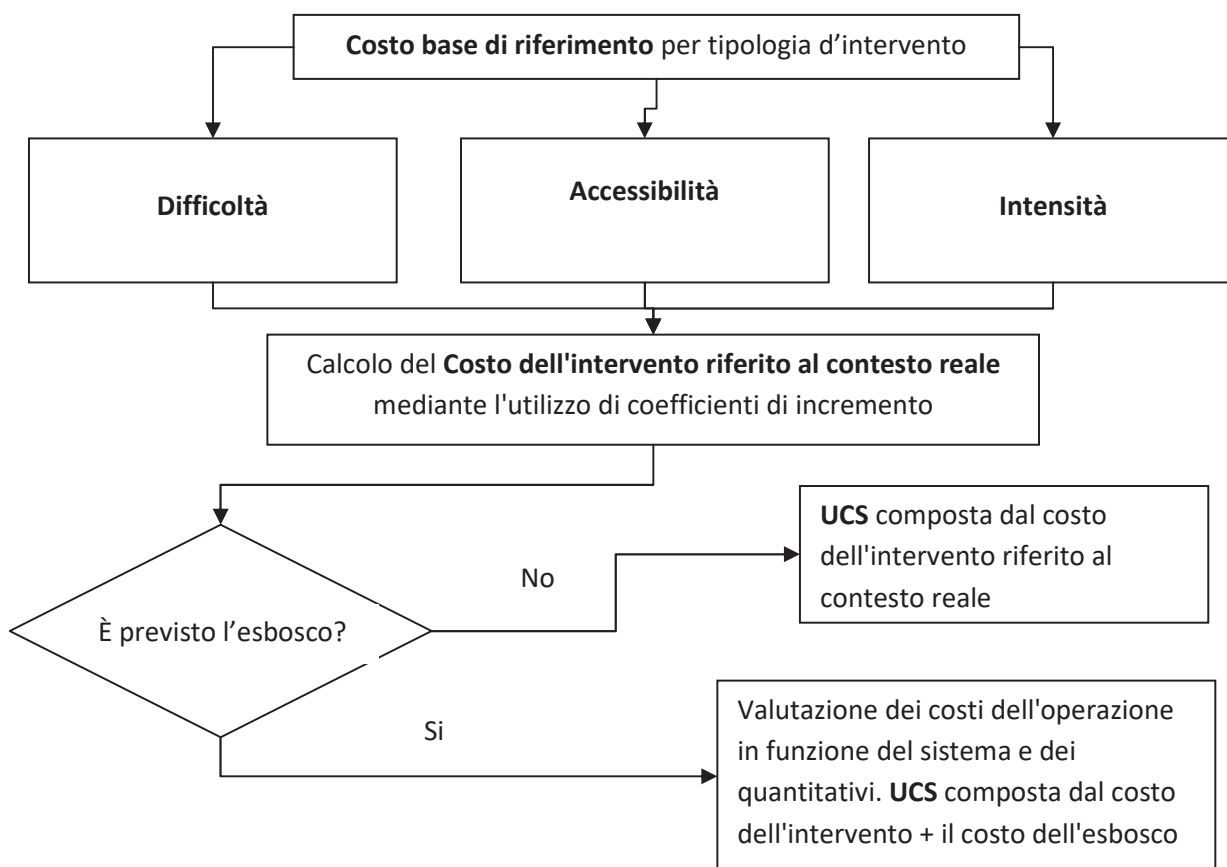 Costo base di riferimento per tipologia d’intervento
Difficoltà
Accessibilità
Intensità
Calcolo del Costo dell'intervento riferito al contesto reale
mediante l'utilizzo di coefficienti di incremento
UCS composta dal costo
dell'intervento riferito al
contesto reale
No
È previsto l’esbosco?
Si
Valutazione dei costi dell'operazione
in funzione del sistema e dei
quantitativi. UCS composta dal costo
dell'intervento + il costo dell'esbosco